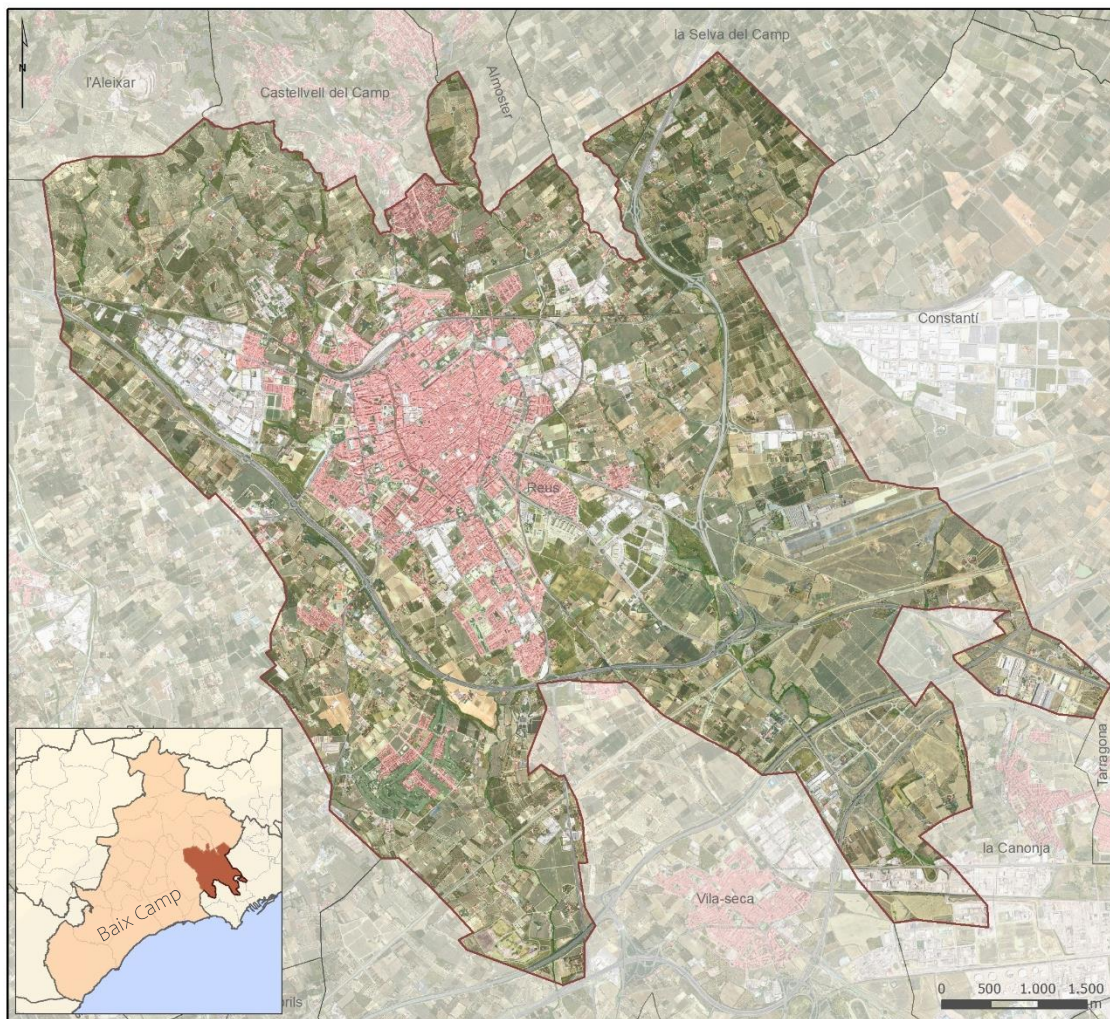 la Selva del Camp
N
l'Aleixar
Almoster
Castellvell del Camp
Constantí
Reus
Tarragona
la Canonja
Vila-seca
Baix Camp
0 500 1.000 1.500
m